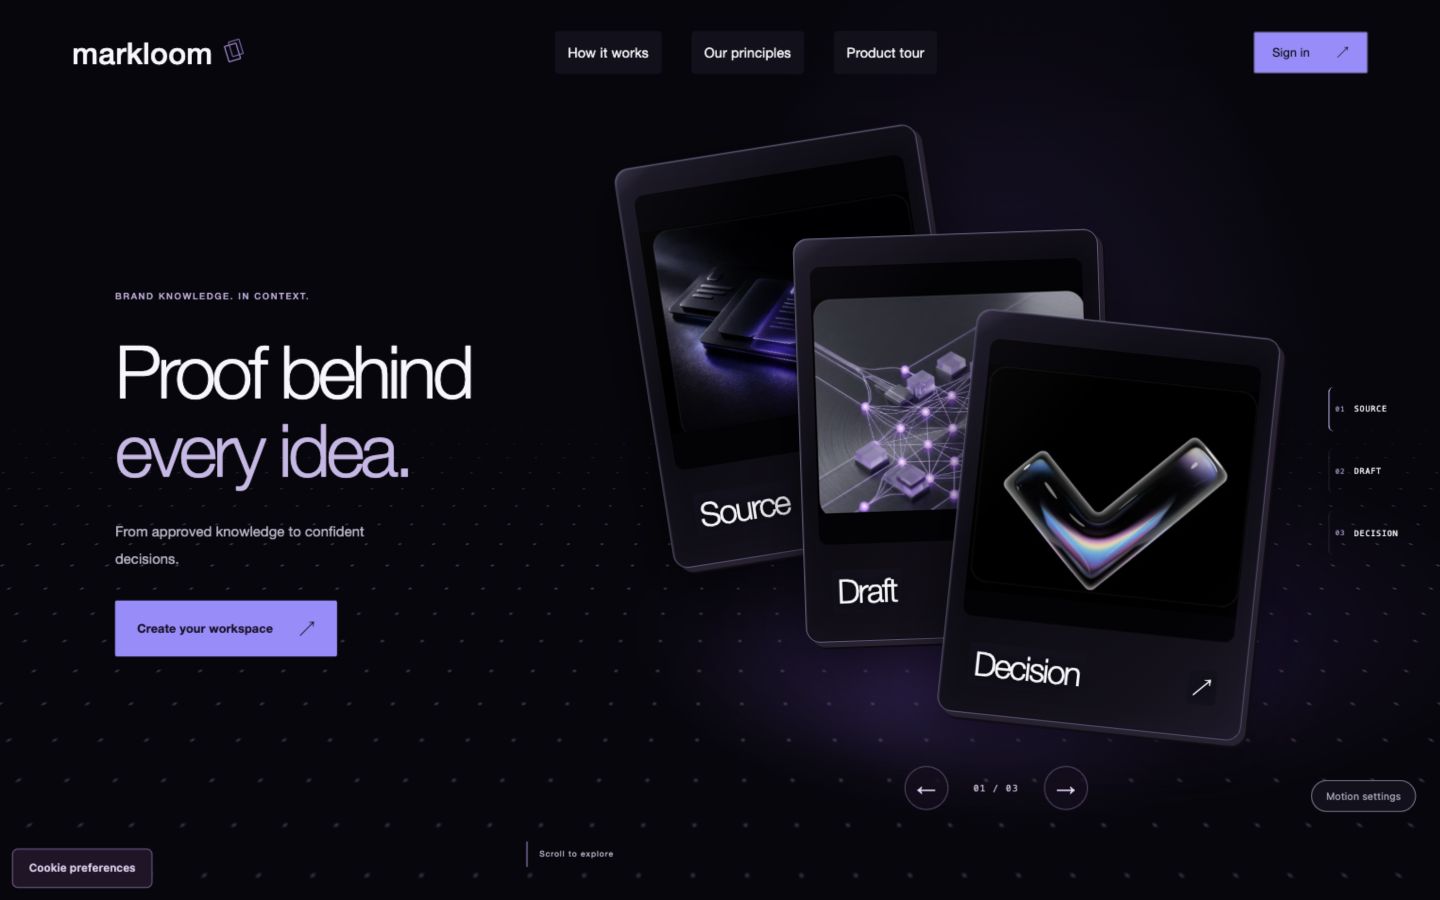 markloom
How it works
Our principles
Product tour
Sign in
BRAND KNOWLEDGE. IN CONTEXT.
Proof behind
every idea.
From approved knowledge to confident
decisions.
Create your workspace
Source
Draft
Decision
01 SOURCE
02 DRAFT
03 DECISION
01 / 03
Motion settings
Scroll to explore
Cookie preferences